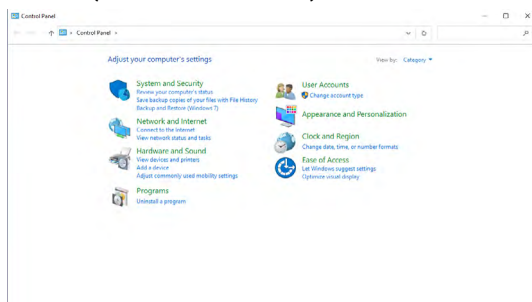 Control Panel
Control Panel
Adjust your computer's settings
View by: Category
System and Security
Review your computer's status
Save backup copies of your files with File History
Backup and Restore (Windows 7)
Network and Internet
Connect to the Internet
View network status and tasks
Hardware and Sound
View devices and printers
Add a device
Adjust commonly used mobility settings
Programs
Uninstall a program
User Accounts
Change account type
Appearance and Personalization
Clock and Region
Change date, time, or number formats
Ease of Access
Let Windows suggest settings
Optimize visual display